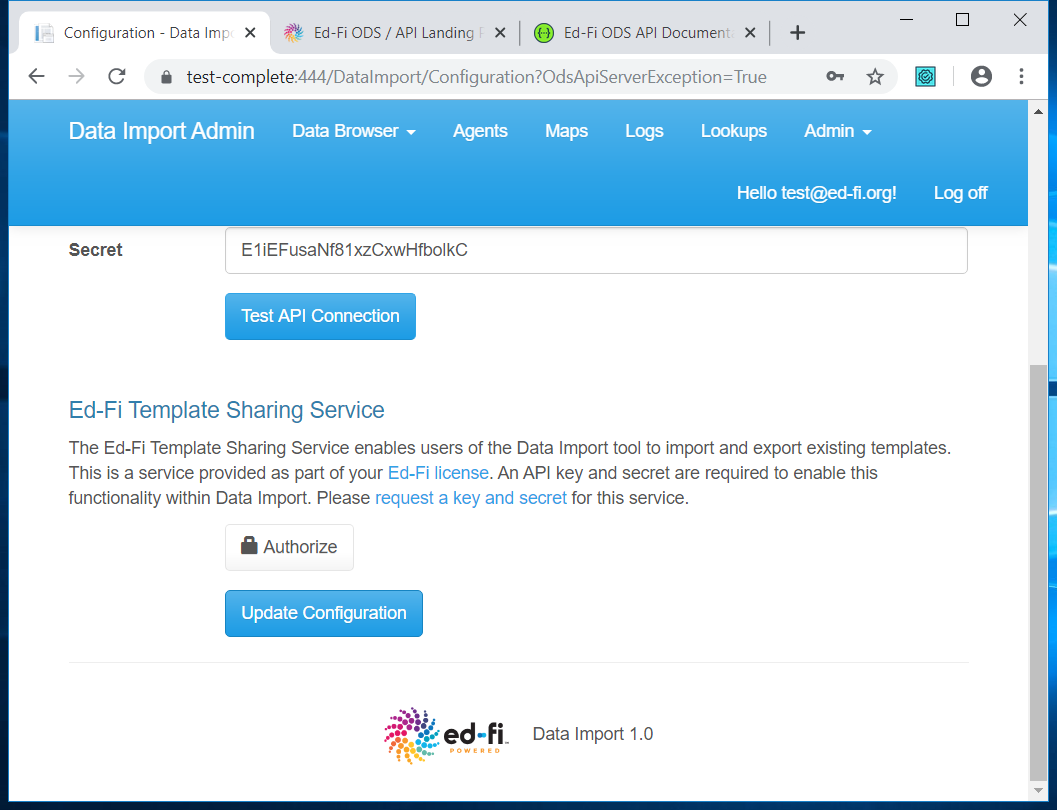 Configuration - Data Imp
Ed-Fi ODS / API Landing
Ed-Fi ODS API Documenta
test-complete:444/DataImport/Configuration?OdsApiServerException=True
Data Import Admin Data Browser Agents Maps Logs Lookups Admin
Hello test@ed-fi.org! Log off
Secret E1iEFusaNf81xzCxwHfbolkC
Test API Connection
Ed-Fi Template Sharing Service
The Ed-Fi Template Sharing Service enables users of the Data Import tool to import and export existing templates.
This is a service provided as part of your Ed-Fi license. An API key and secret are required to enable this
functionality within Data Import. Please request a key and secret for this service.
Authorize
Update Configuration
ed-fi
POWERED
Data Import 1.0